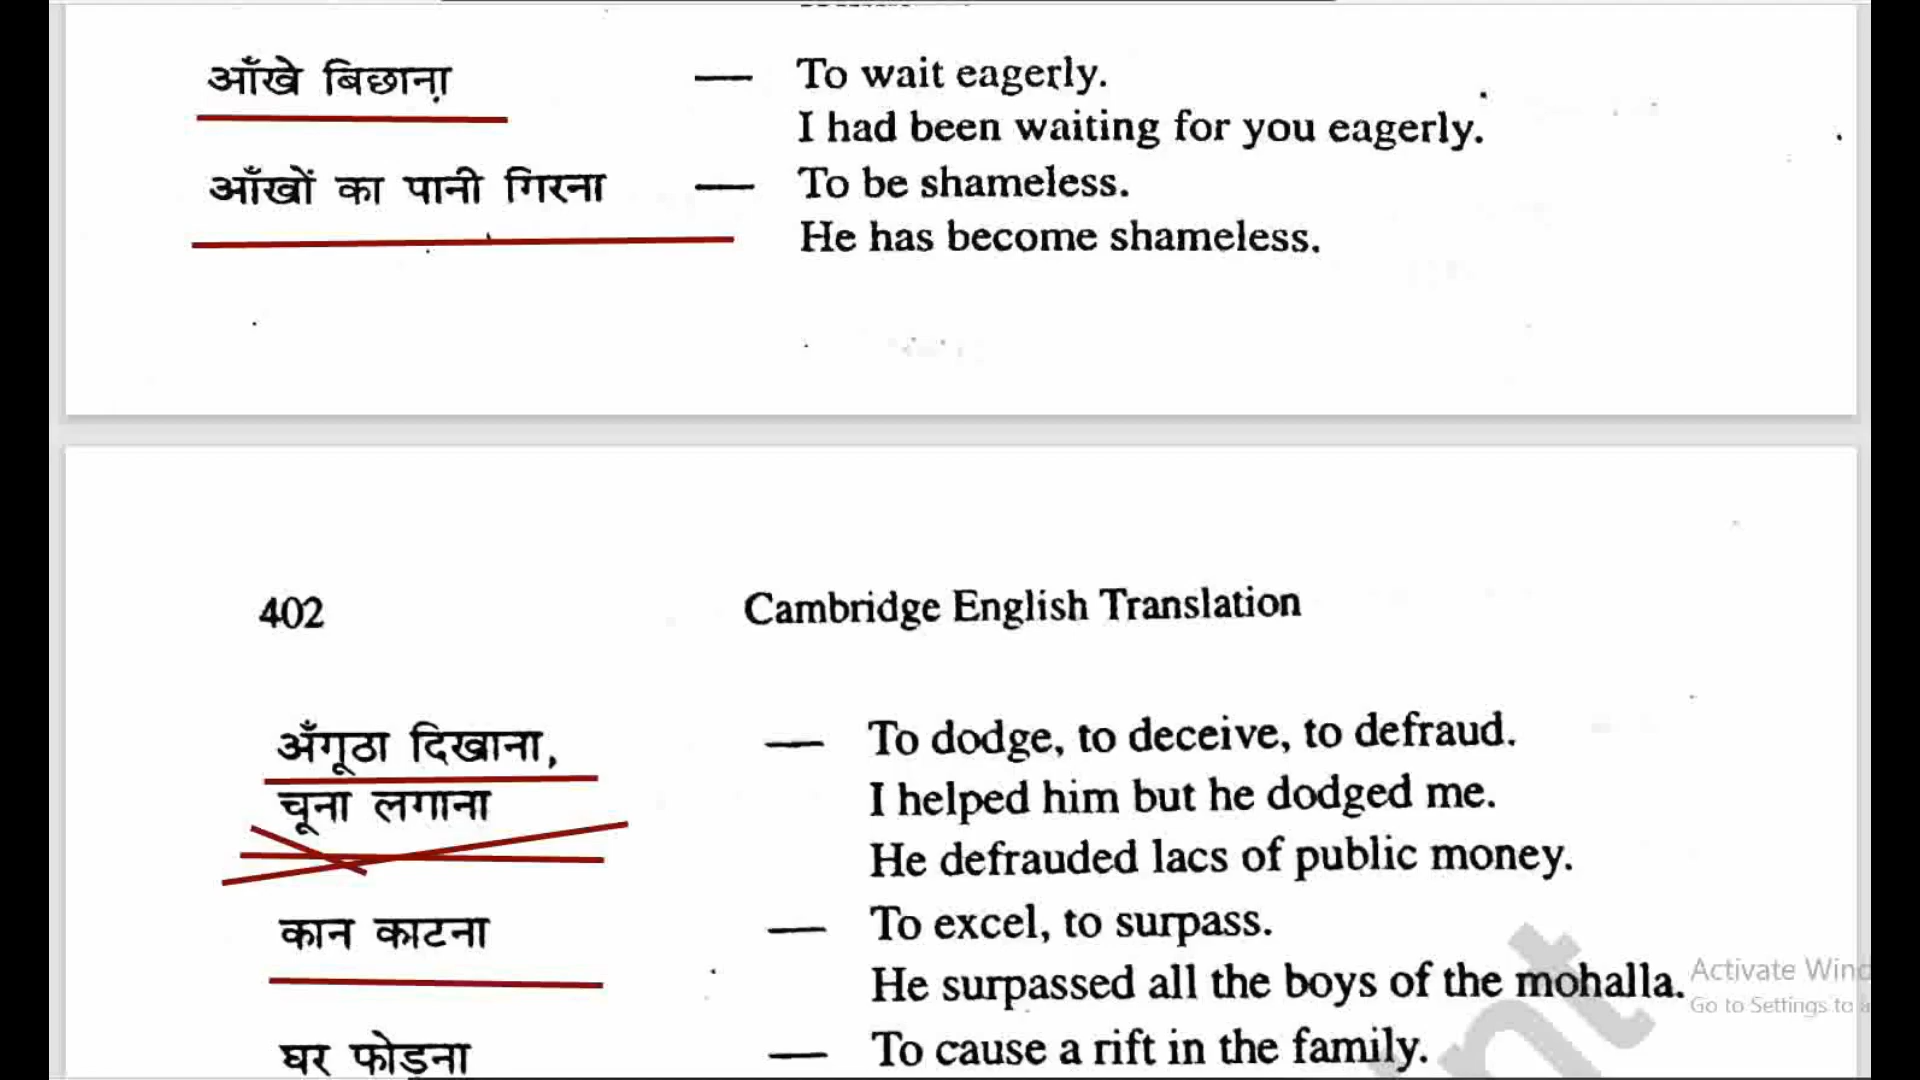 आँखे बिछाना — To wait eagerly.
I had been waiting for you eagerly.
आँखों का पानी गिरना — To be shameless.
He has become shameless.
402 Cambridge English Translation
अँगूठा दिखाना, — To dodge, to deceive, to defraud.
चूना लगाना I helped him but he dodged me.
He defrauded lacs of public money.
कान काटना — To excel, to surpass.
He surpassed all the boys of the mohalla.
Activate Wind
Go to Settings to a
घर फोड़ना — To cause a rift in the family.